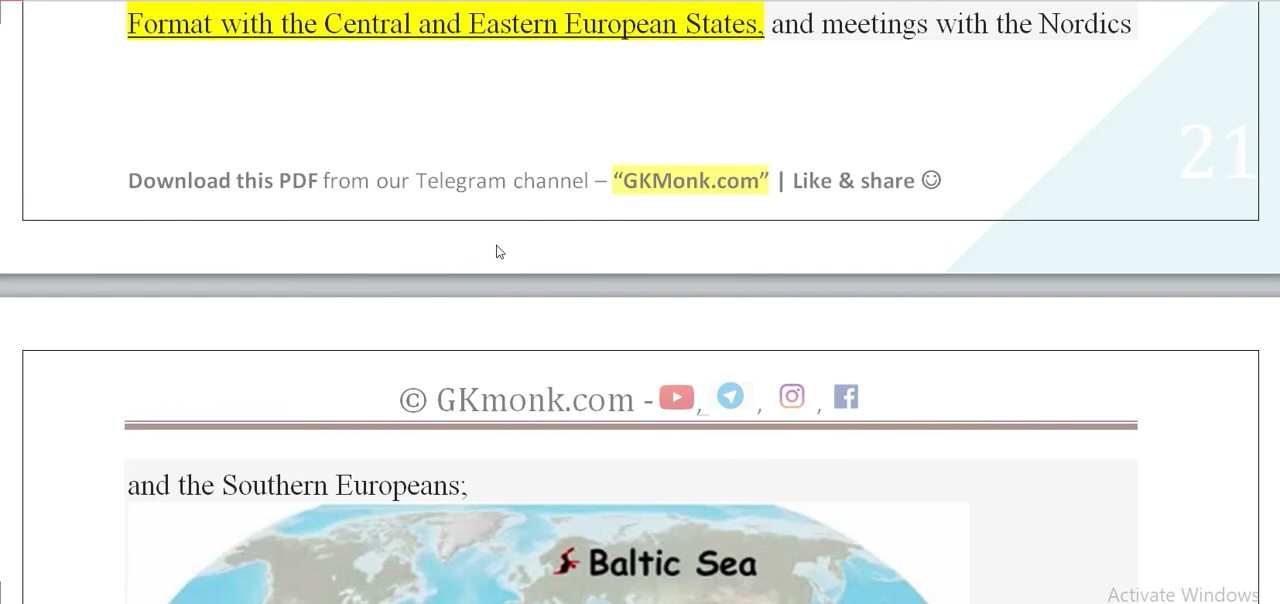 Format with the Central and Eastern European States, and meetings with the Nordics
21
Download this PDF from our Telegram channel – “GKMonk.com” | Like & share ☺
© GKmonk.com - , , ,
and the Southern Europeans;
Baltic Sea
Activate Windows